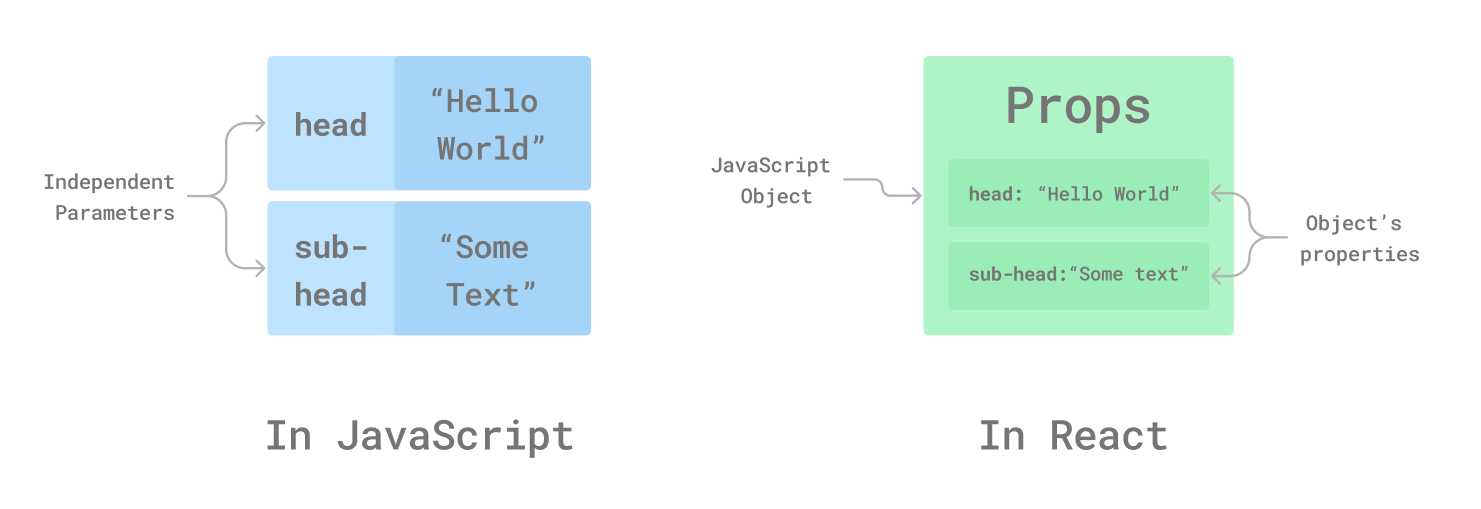 Independent
Parameters
head
“Hello
World”
sub-
head
“Some
Text”
In JavaScript
JavaScript
Object
Props
head: “Hello World”
sub-head:“Some text”
Object’s
properties
In React